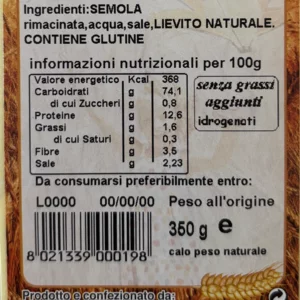 Ingredienti:SEMOLA
rimacinata,acqua,sale,LIEVITO NATURALE.
CONTIENE GLUTINE
informazioni nutrizionali per 100g
Valore energetico Kcal 368
Carboidrati g 74,1
di cui Zuccheri g 0,8
Proteine g 12,6
Grassi g 1,6
di cui Saturi g 0,3
Fibre g 3,5
Sale g 2,23
senza grassi
aggiunti
idrogenati
Da consumarsi preferibilmente entro:
L0000 00/00/00 Peso all'origine
350 g e
calo peso naturale
8 021339 000198
Prodotto e confezionato da: